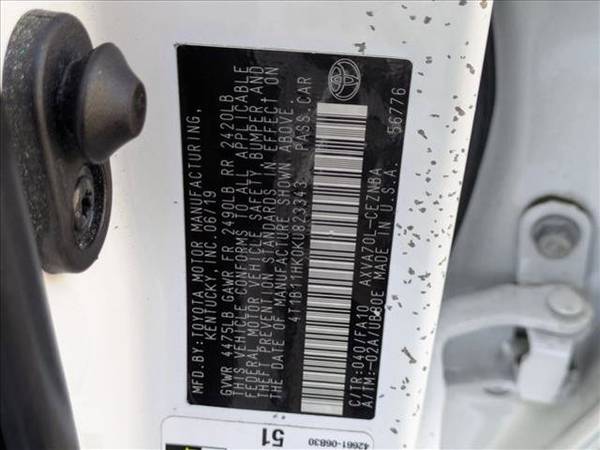 MFD.BY:TOYOTA MOTOR MANUFACTURING,
KENTUCKY, INC. 06/19
GVWR 4475LB GAWR FR 2490LB RR 2420LB
THIS VEHICLE CONFORMS TO ALL APPLICABLE
FEDERAL MOTOR VEHICLE SAFETY, BUMPER AND
THEFT PREVENTION STANDARDS IN EFFECT ON
THE DATE OF MANUFACTURE SHOWN ABOVE.
4T1B61HK0KU823343 PASS.CAR
C/TR:040/FA10 AXVA70L-CEZNBA
A/TM:-02A/UB80E MADE IN U.S.A. 56776
42661-06B30
51